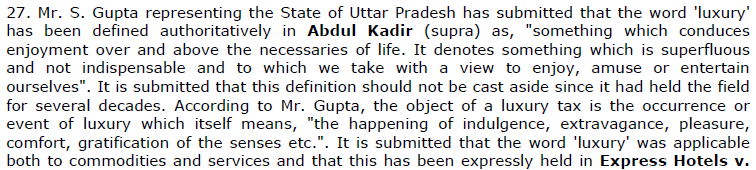 27. Mr. S. Gupta representing the State of Uttar Pradesh has submitted that the word 'luxury'
has been defined authoritatively in Abdul Kadir (supra) as, "something which conduces
enjoyment over and above the necessaries of life. It denotes something which is superfluous
and not indispensable and to which we take with a view to enjoy, amuse or entertain
ourselves". It is submitted that this definition should not be cast aside since it had held the field
for several decades. According to Mr. Gupta, the object of a luxury tax is the occurrence or
event of luxury which itself means, "the happening of indulgence, extravagance, pleasure,
comfort, gratification of the senses etc.". It is submitted that the word 'luxury' was applicable
both to commodities and services and that this has been expressly held in Express Hotels v.